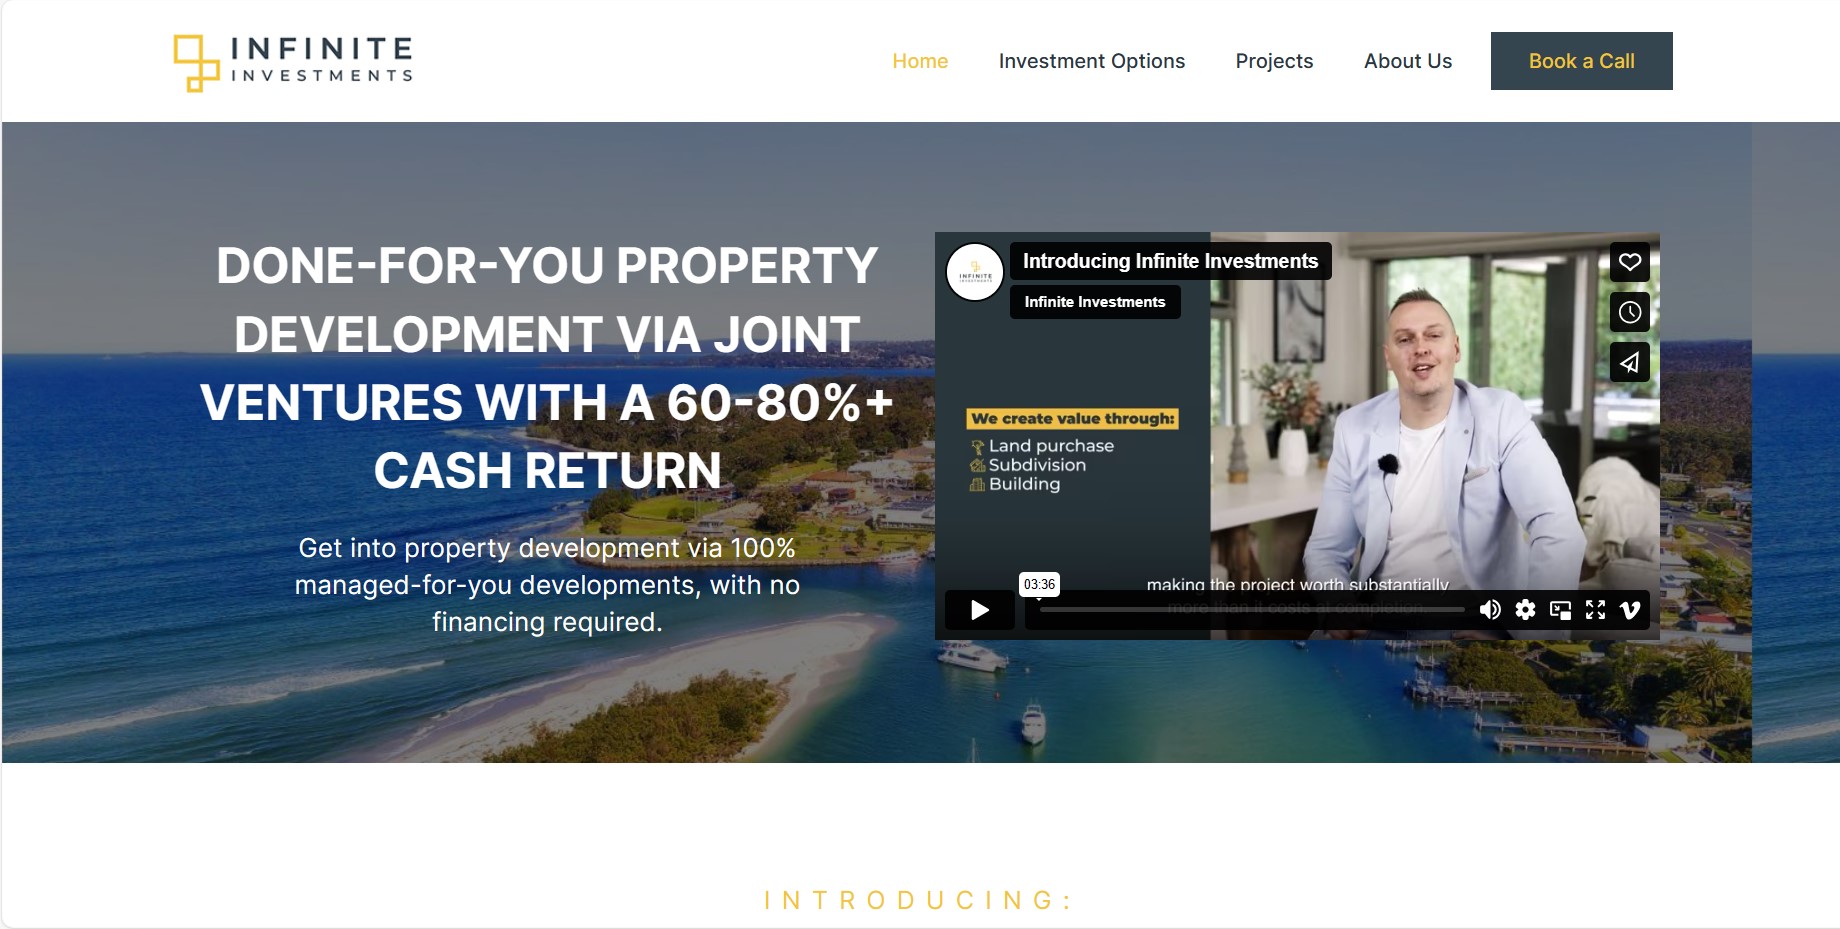 INFINITE
INVESTMENTS
Home
Investment Options
Projects
About Us
Book a Call
DONE-FOR-YOU PROPERTY
DEVELOPMENT VIA JOINT
VENTURES WITH A 60-80%+
CASH RETURN
Get into property development via 100%
managed-for-you developments, with no
financing required.
INFINITE
INVESTMENTS
Introducing Infinite Investments
Infinite Investments
We create value through:
Land purchase
Subdivision
Building
making the project worth substantially
more than it costs at completion
03:36
INTRODUCING: